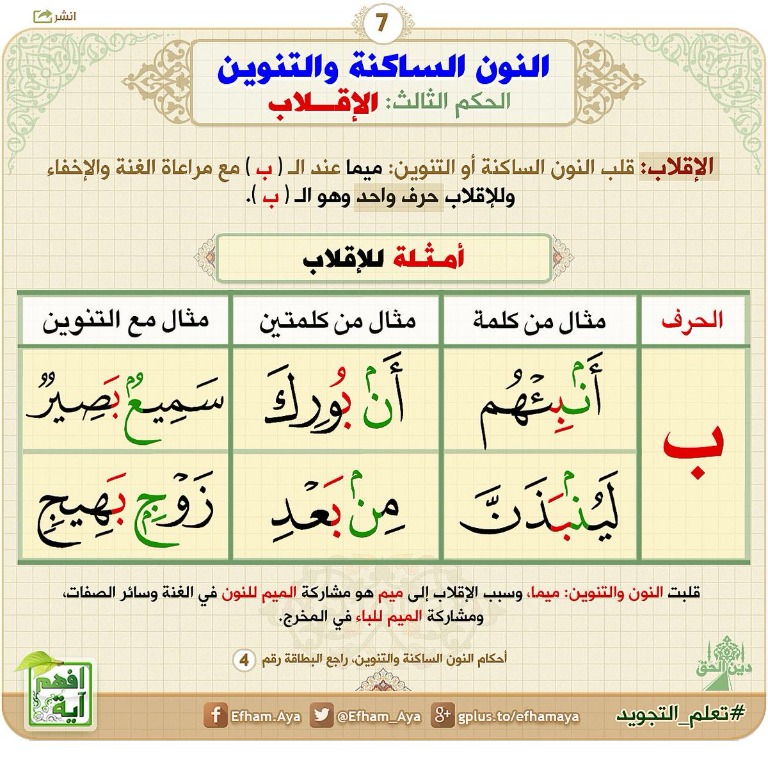 انشر
7
النون الساكنة والتنوين
الحكم الثالث: الإقـــلاب
الإقلاب: قلب النون الساكنة أو التنوين: ميما عند الـ ( ب ) مع مراعاة الغنة والإخفاء
وللإقلاب حرف واحد وهو الـ ( ب ).
أمـثـلة للإقلاب
الحرف مثال من كلمة مثال من كلمتين مثال مع التنوين
ب
أَنۢبِئۡهُم أَنۢ بُورِكَ سَمِيعُۢ بَصِيرٞ
لَيُنۢبَذَنَّ مِنۢ بَعۡدِ زَوۡجِۭ بَهِيجٖ
قلبت النون والتنوين: ميما، وسبب الإقلاب إلى ميم هو مشاركة الميم للنون في الغنة وسائر الصفات،
ومشاركة الميم للباء في المخرج.
أحكام النون الساكنة والتنوين، راجع البطاقة رقم 4
دين الحق
افهم
آية
#تعلم_التجويد
gplus.to/efhamaya
@Efham_Aya
Efham.Aya